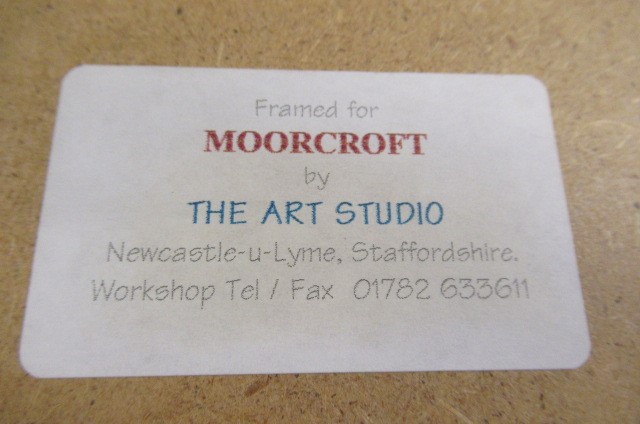 Framed for
MOORCROFT
by
THE ART STUDIO
Newcastle-u-Lyme, Staffordshire.
Workshop Tel / Fax 01782 633611